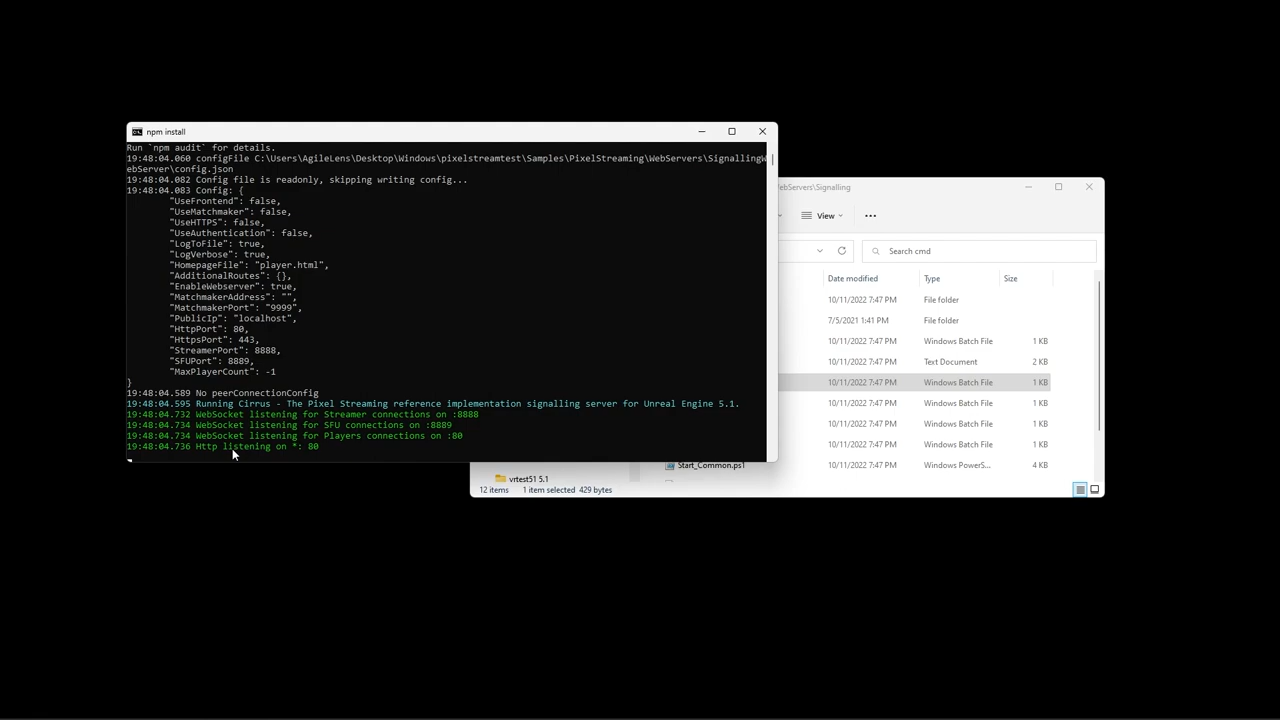 npm install
Run `npm audit` for details.
19:48:04.060 configFile C:\Users\AgileLens\Desktop\Windows\pixelstreamtest\Samples\PixelStreaming\WebServers\SignallingW
ebServer\config.json
19:48:04.082 Config file is readonly, skipping writing config...
19:48:04.083 Config: {
"UseFrontend": false,
"UseMatchmaker": false,
"UseHTTPS": false,
"UseAuthentication": false,
"LogToFile": true,
"LogVerbose": true,
"HomepageFile": "player.html",
"AdditionalRoutes": {},
"EnableWebserver": true,
"MatchmakerAddress": "",
"MatchmakerPort": "9999",
"PublicIp": "localhost",
"HttpPort": 80,
"HttpsPort": 443,
"StreamerPort": 8888,
"SFUPort": 8889,
"MaxPlayerCount": -1
}
19:48:04.589 No peerConnectionConfig
19:48:04.595 Running Cirrus - The Pixel Streaming reference implementation signalling server for Unreal Engine 5.1.
19:48:04.732 WebSocket listening for Streamer connections on :8888
19:48:04.734 WebSocket listening for SFU connections on :8889
19:48:04.734 WebSocket listening for Players connections on :80
19:48:04.736 Http listening on *: 80
ebServers\Signalling
View
Search cmd
Date modified Type Size
10/11/2022 7:47 PM File folder
7/5/2021 1:41 PM File folder
10/11/2022 7:47 PM Windows Batch File 1 KB
10/11/2022 7:47 PM Text Document 2 KB
10/11/2022 7:47 PM Windows Batch File 1 KB
10/11/2022 7:47 PM Windows Batch File 1 KB
10/11/2022 7:47 PM Windows Batch File 1 KB
10/11/2022 7:47 PM Windows Batch File 1 KB
Start_Common.ps1 10/11/2022 7:47 PM Windows PowerS... 4 KB
vrtest51 5.1
12 items 1 item selected 429 bytes